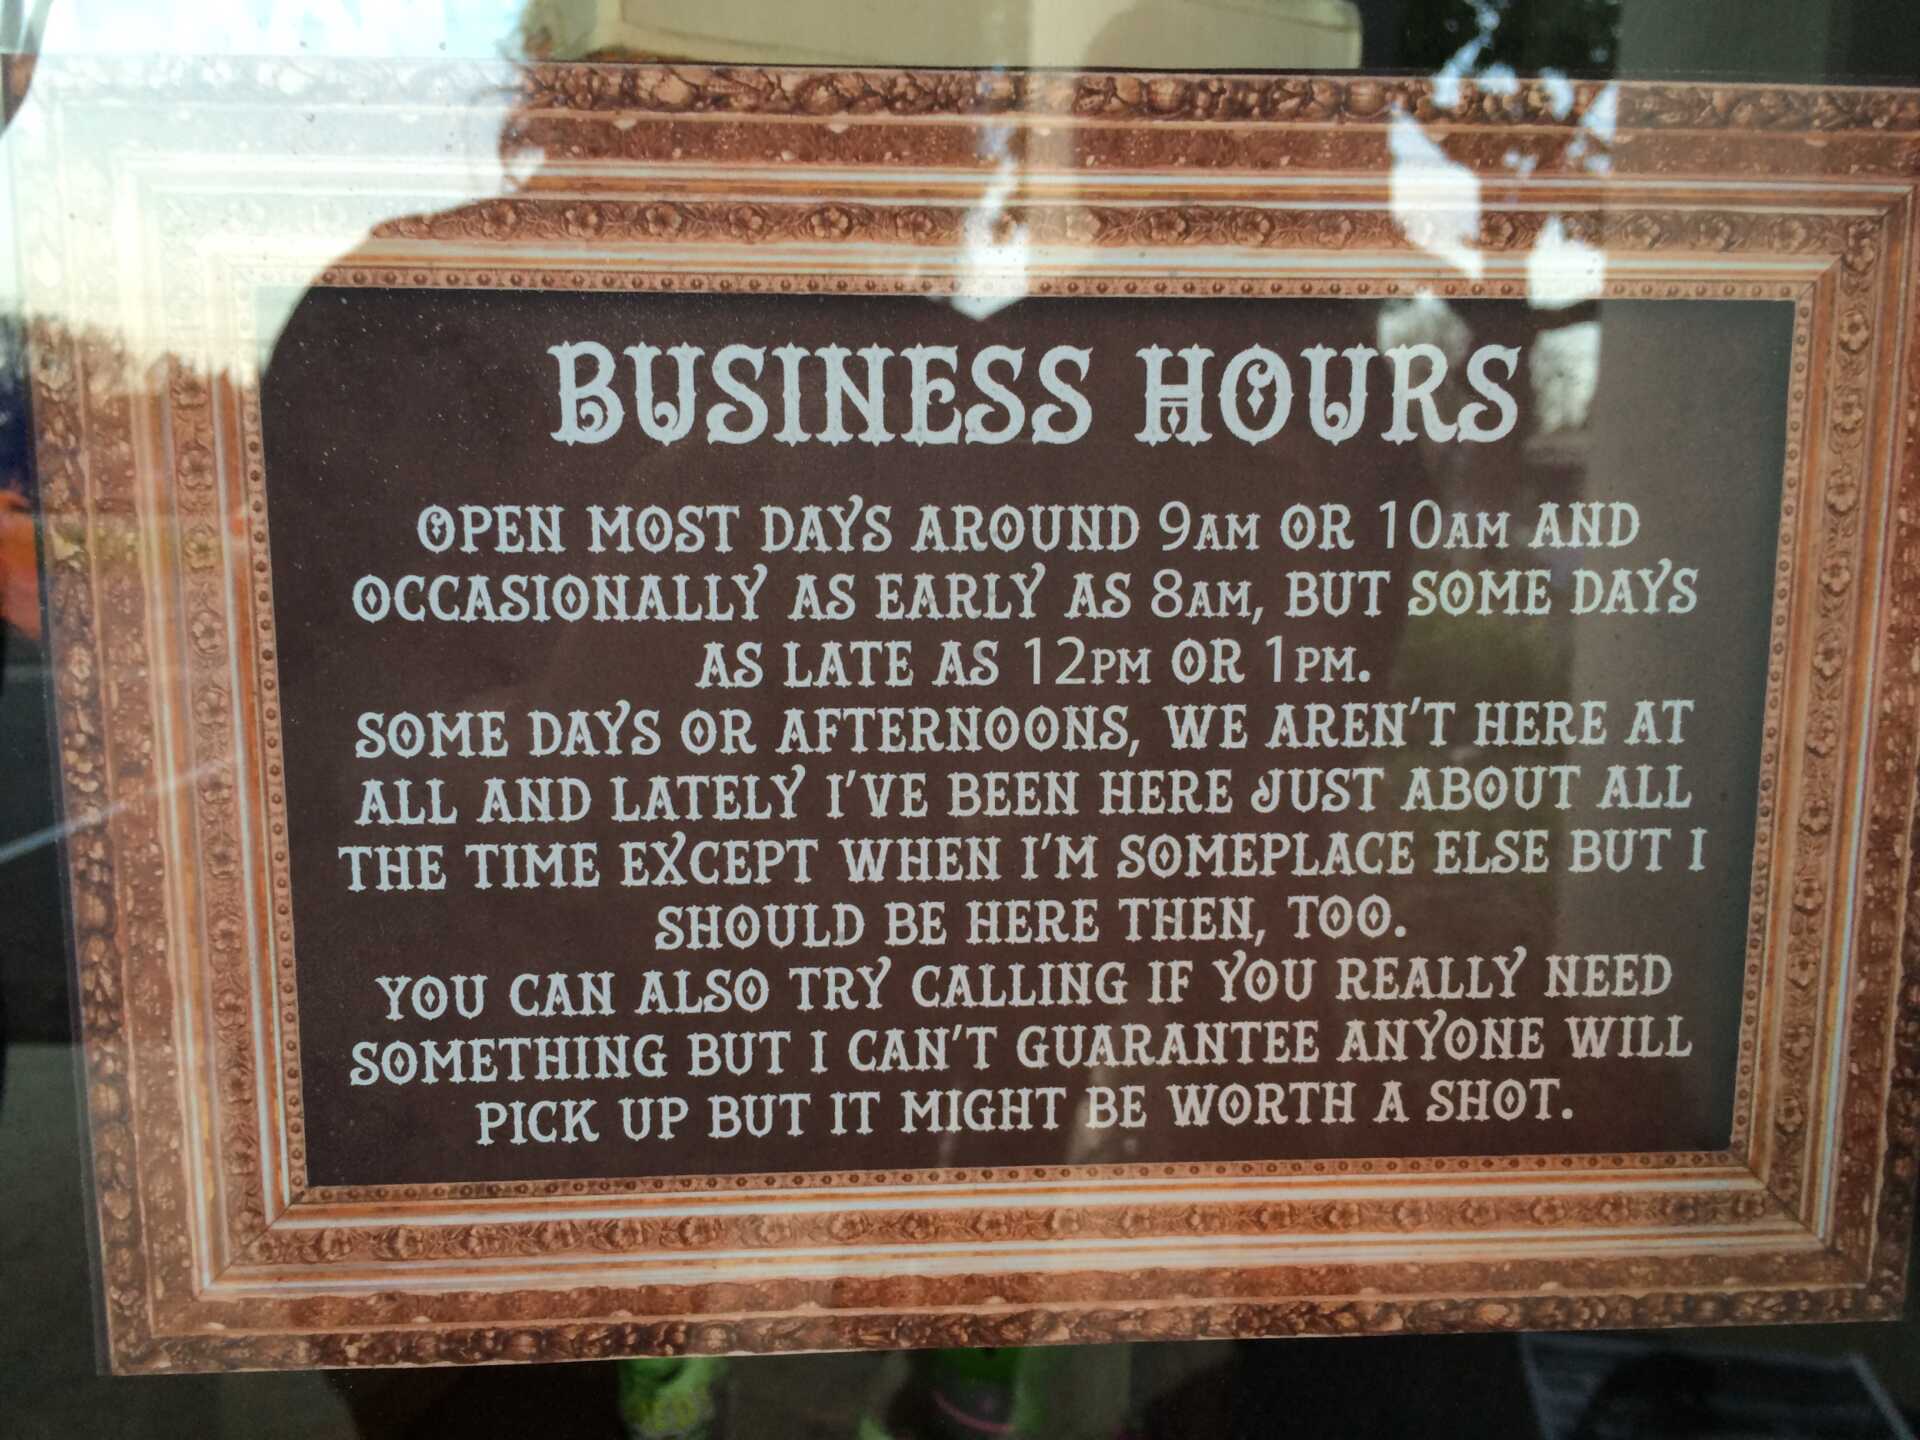 BUSINESS HOURS
OPEN MOST DAYS AROUND 9AM OR 10AM AND
OCCASIONALLY AS EARLY AS 8AM, BUT SOME DAYS
AS LATE AS 12PM OR 1PM.
SOME DAYS OR AFTERNOONS, WE AREN'T HERE AT
ALL AND LATELY I'VE BEEN HERE JUST ABOUT ALL
THE TIME EXCEPT WHEN I'M SOMEPLACE ELSE BUT I
SHOULD BE HERE THEN, TOO.
YOU CAN ALSO TRY CALLING IF YOU REALLY NEED
SOMETHING BUT I CAN'T GUARANTEE ANYONE WILL
PICK UP BUT IT MIGHT BE WORTH A SHOT.